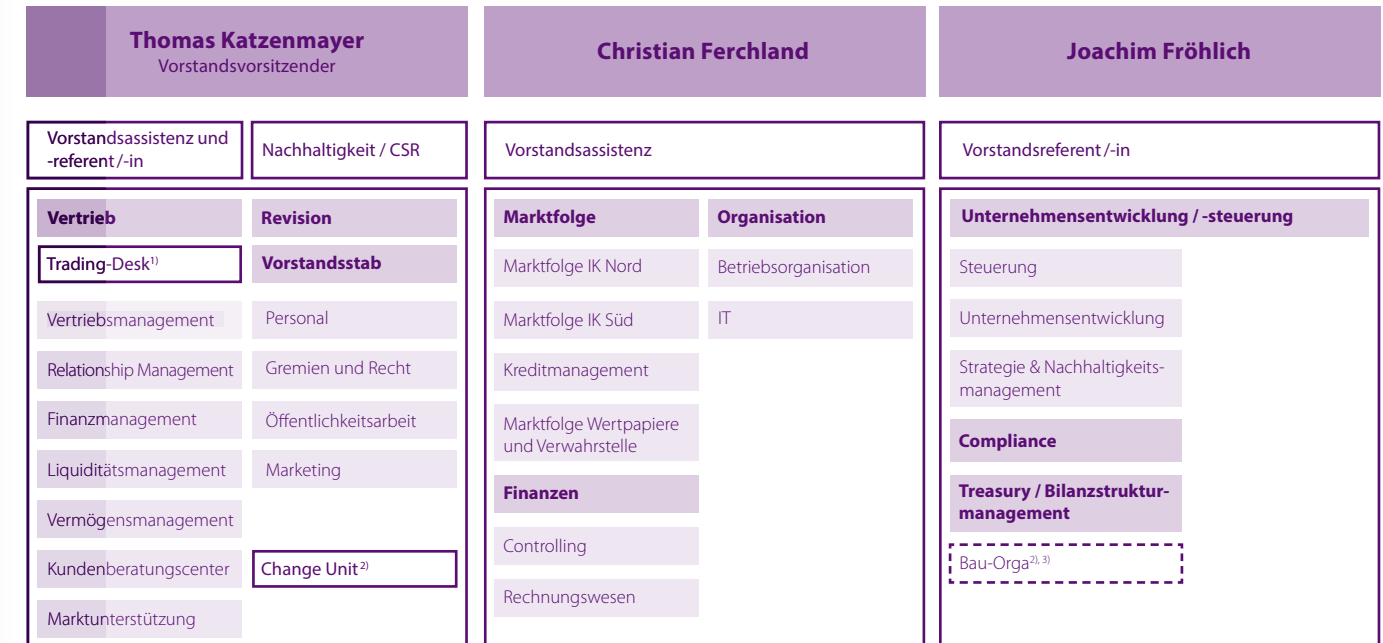 Thomas Katzenmayer
Vorstandsvorsitzender
Christian Ferchland
Joachim Fröhlich
Vorstandsassistenz und
-referent/-in
Nachhaltigkeit / CSR
Vorstandsassistenz
Vorstandsreferent/-in
Vertrieb
Trading-Desk1)
Vertriebsmanagement
Relationship Management
Finanzmanagement
Liquiditätsmanagement
Vermögensmanagement
Kundenberatungscenter
Marktunterstützung
Revision
Vorstandsstab
Personal
Gremien und Recht
Öffentlichkeitsarbeit
Marketing
Change Unit2)
Marktfolge
Marktfolge IK Nord
Marktfolge IK Süd
Kreditmanagement
Marktfolge Wertpapiere
und Verwahrstelle
Finanzen
Controlling
Rechnungswesen
Organisation
Betriebsorganisation
IT
Unternehmensentwicklung / -steuerung
Steuerung
Unternehmensentwicklung
Strategie & Nachhaltigkeits-
management
Compliance
Treasury / Bilanzstruktur-
management
Bau-Orga2), 3)